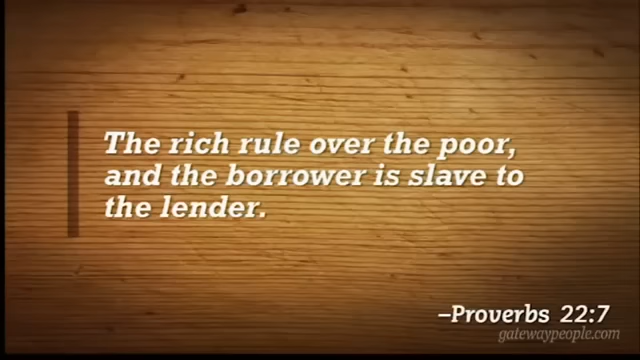 The rich rule over the poor,
and the borrower is slave to
the lender.
–Proverbs 22:7
gatewaypeople.com